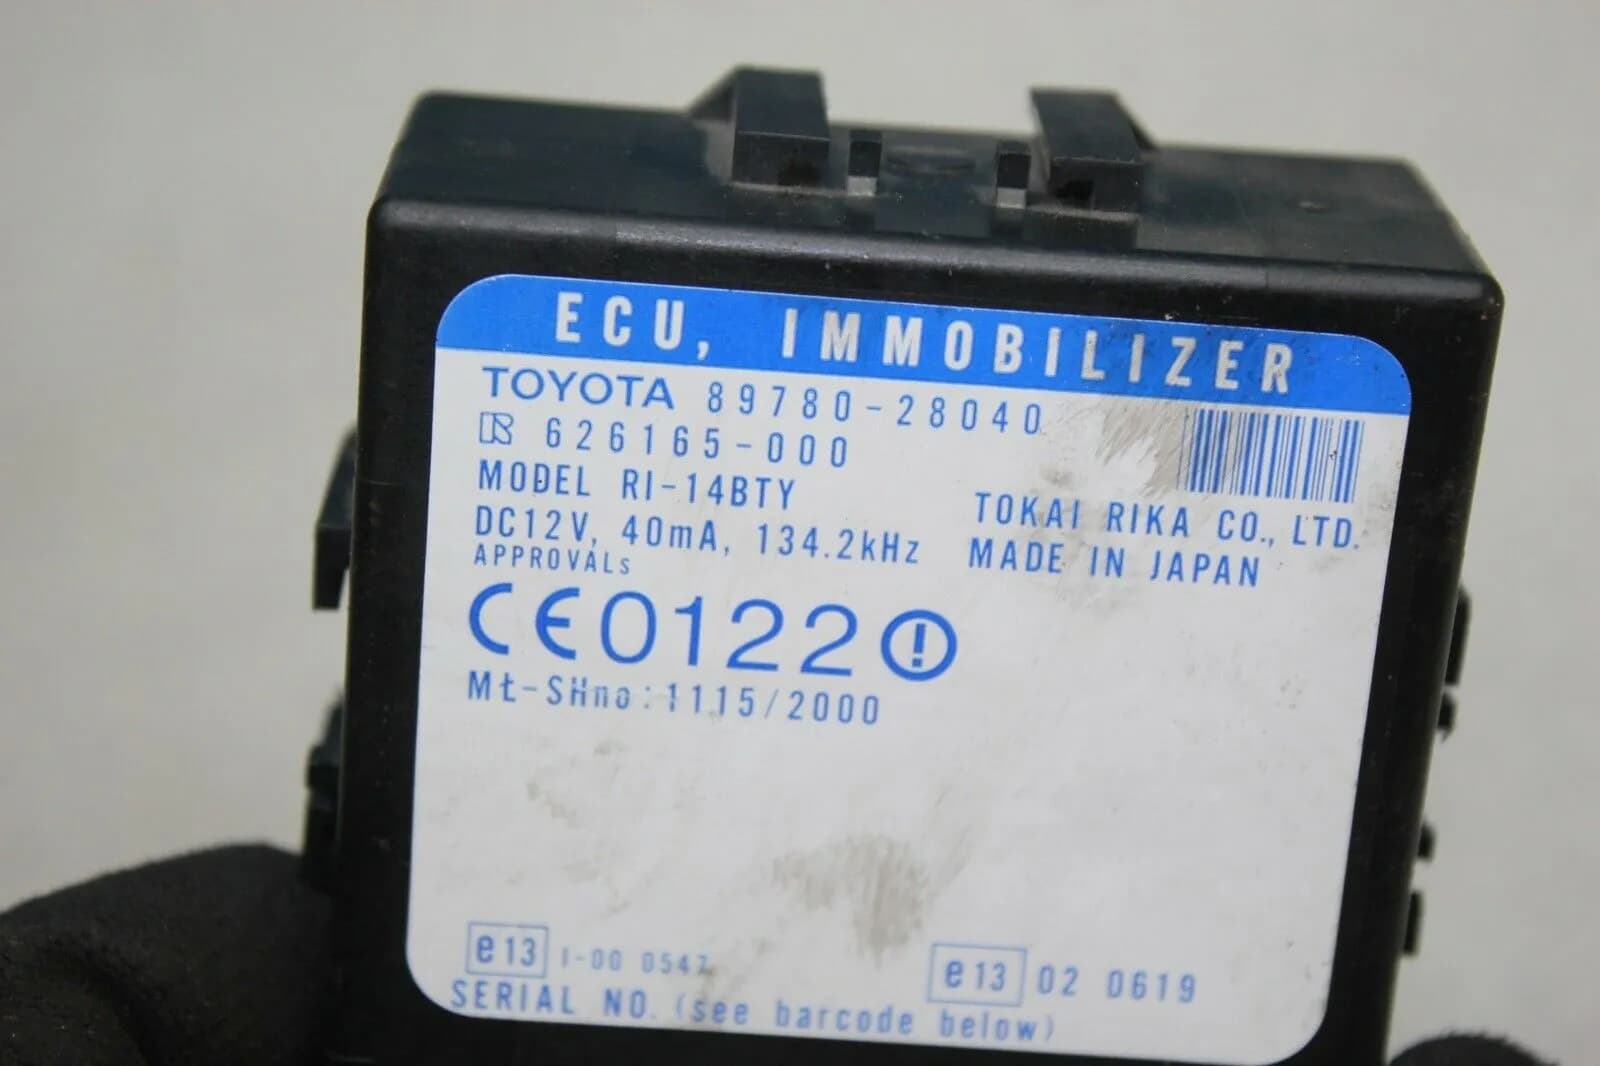 ECU, IMMOBILIZER
TOYOTA 89780-28040
626165-000
MODEL RI-14BTY
TOKAI RIKA CO., LTD.
DC12V, 40mA, 134.2kHz
MADE IN JAPAN
APPROVALs
CE0122
Mt-SHno:1115/2000
e13 I-00 0547
e13 02 0619
SERIAL NO. (see barcode below)